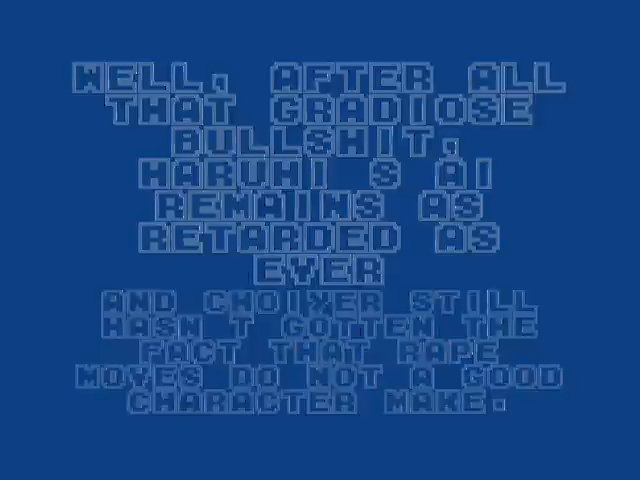 WELL, AFTER ALL
THAT GRADIOSE
BULLSHIT,
HARUHI S AI
REMAINS AS
RETARDED AS
EVER
AND CHOIXER STILL
HASN T GOTTEN THE
FACT THAT RAPE
MOVES DO NOT A GOOD
CHARACTER MAKE.